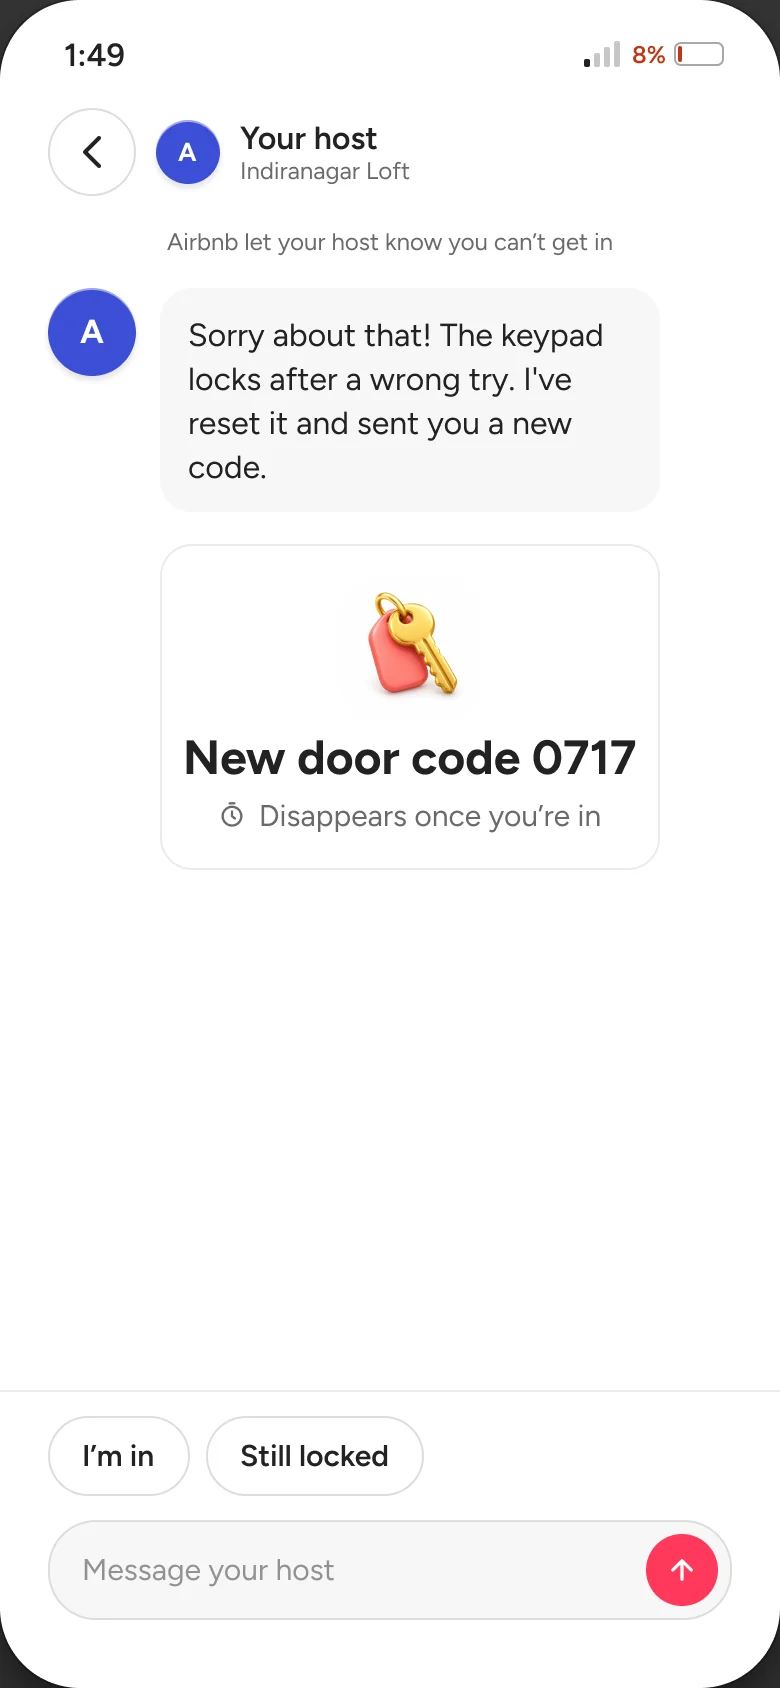 1:49
8%
A
Your host
Indiranagar Loft
Airbnb let your host know you can’t get in
A
Sorry about that! The keypad
locks after a wrong try. I've
reset it and sent you a new
code.
New door code 0717
Disappears once you’re in
I’m in
Still locked
Message your host